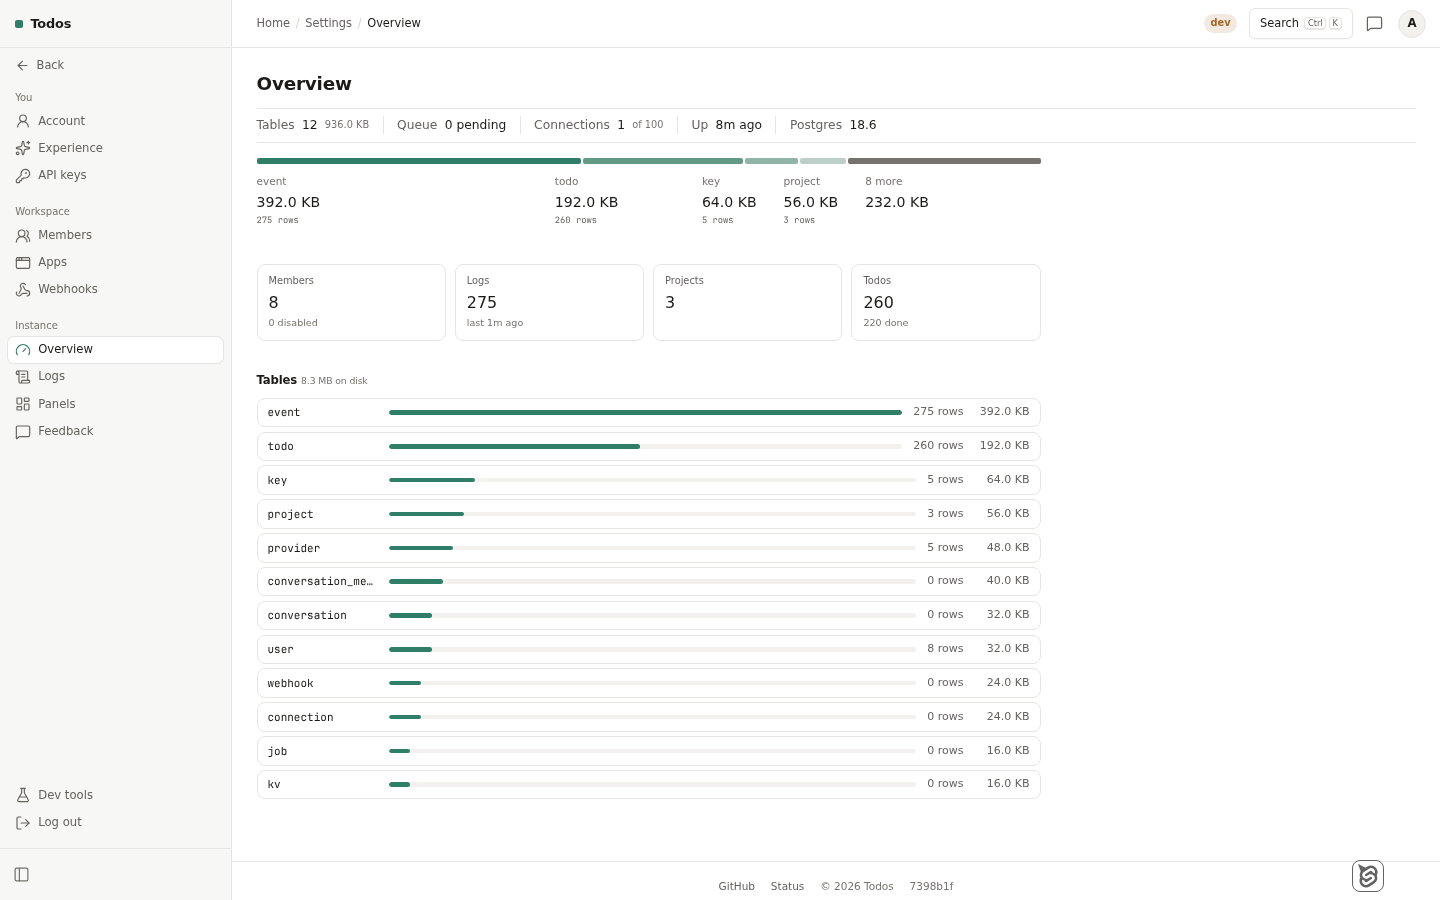 Todos
Home / Settings / Overview
dev
Search Ctrl K
A
Back
You
Account
Experience
API keys
Workspace
Members
Apps
Webhooks
Instance
Overview
Logs
Panels
Feedback
Dev tools
Log out
Overview
Tables 12 936.0 KB
Queue 0 pending
Connections 1 of 100
Up 8m ago
Postgres 18.6
event
392.0 KB
275 rows
todo
192.0 KB
260 rows
key
64.0 KB
5 rows
project
56.0 KB
3 rows
8 more
232.0 KB
Members
8
0 disabled
Logs
275
last 1m ago
Projects
3
Todos
260
220 done
Tables 8.3 MB on disk
event 275 rows 392.0 KB
todo 260 rows 192.0 KB
key 5 rows 64.0 KB
project 3 rows 56.0 KB
provider 5 rows 48.0 KB
conversation_me… 0 rows 40.0 KB
conversation 0 rows 32.0 KB
user 8 rows 32.0 KB
webhook 0 rows 24.0 KB
connection 0 rows 24.0 KB
job 0 rows 16.0 KB
kv 0 rows 16.0 KB
GitHub Status © 2026 Todos 7398b1f